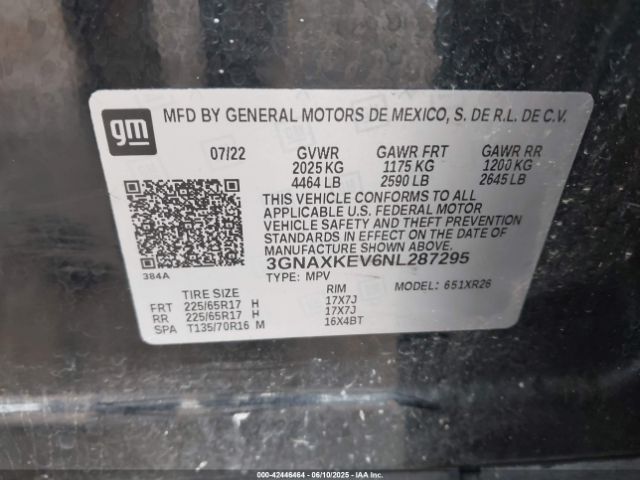 gm
MFD BY GENERAL MOTORS DE MEXICO, S. DE R.L. DE C.V.
07/22 GVWR GAWR FRT GAWR RR
2025 KG 1175 KG 1200 KG
4464 LB 2590 LB 2645 LB
THIS VEHICLE CONFORMS TO ALL
APPLICABLE U.S. FEDERAL MOTOR
VEHICLE SAFETY AND THEFT PREVENTION
STANDARDS IN EFFECT ON THE DATE OF
MANUFACTURE SHOWN ABOVE.
3GNAXKEV6NL287295
384A
TYPE: MPV MODEL: 651XR26
TIRE SIZE RIM
FRT 225/65R17 H 17X7J
RR 225/65R17 H 17X7J
SPA T135/70R16 M 16X4BT
000-42446464 | 06/10/2025 - Copyright IAA, Inc.